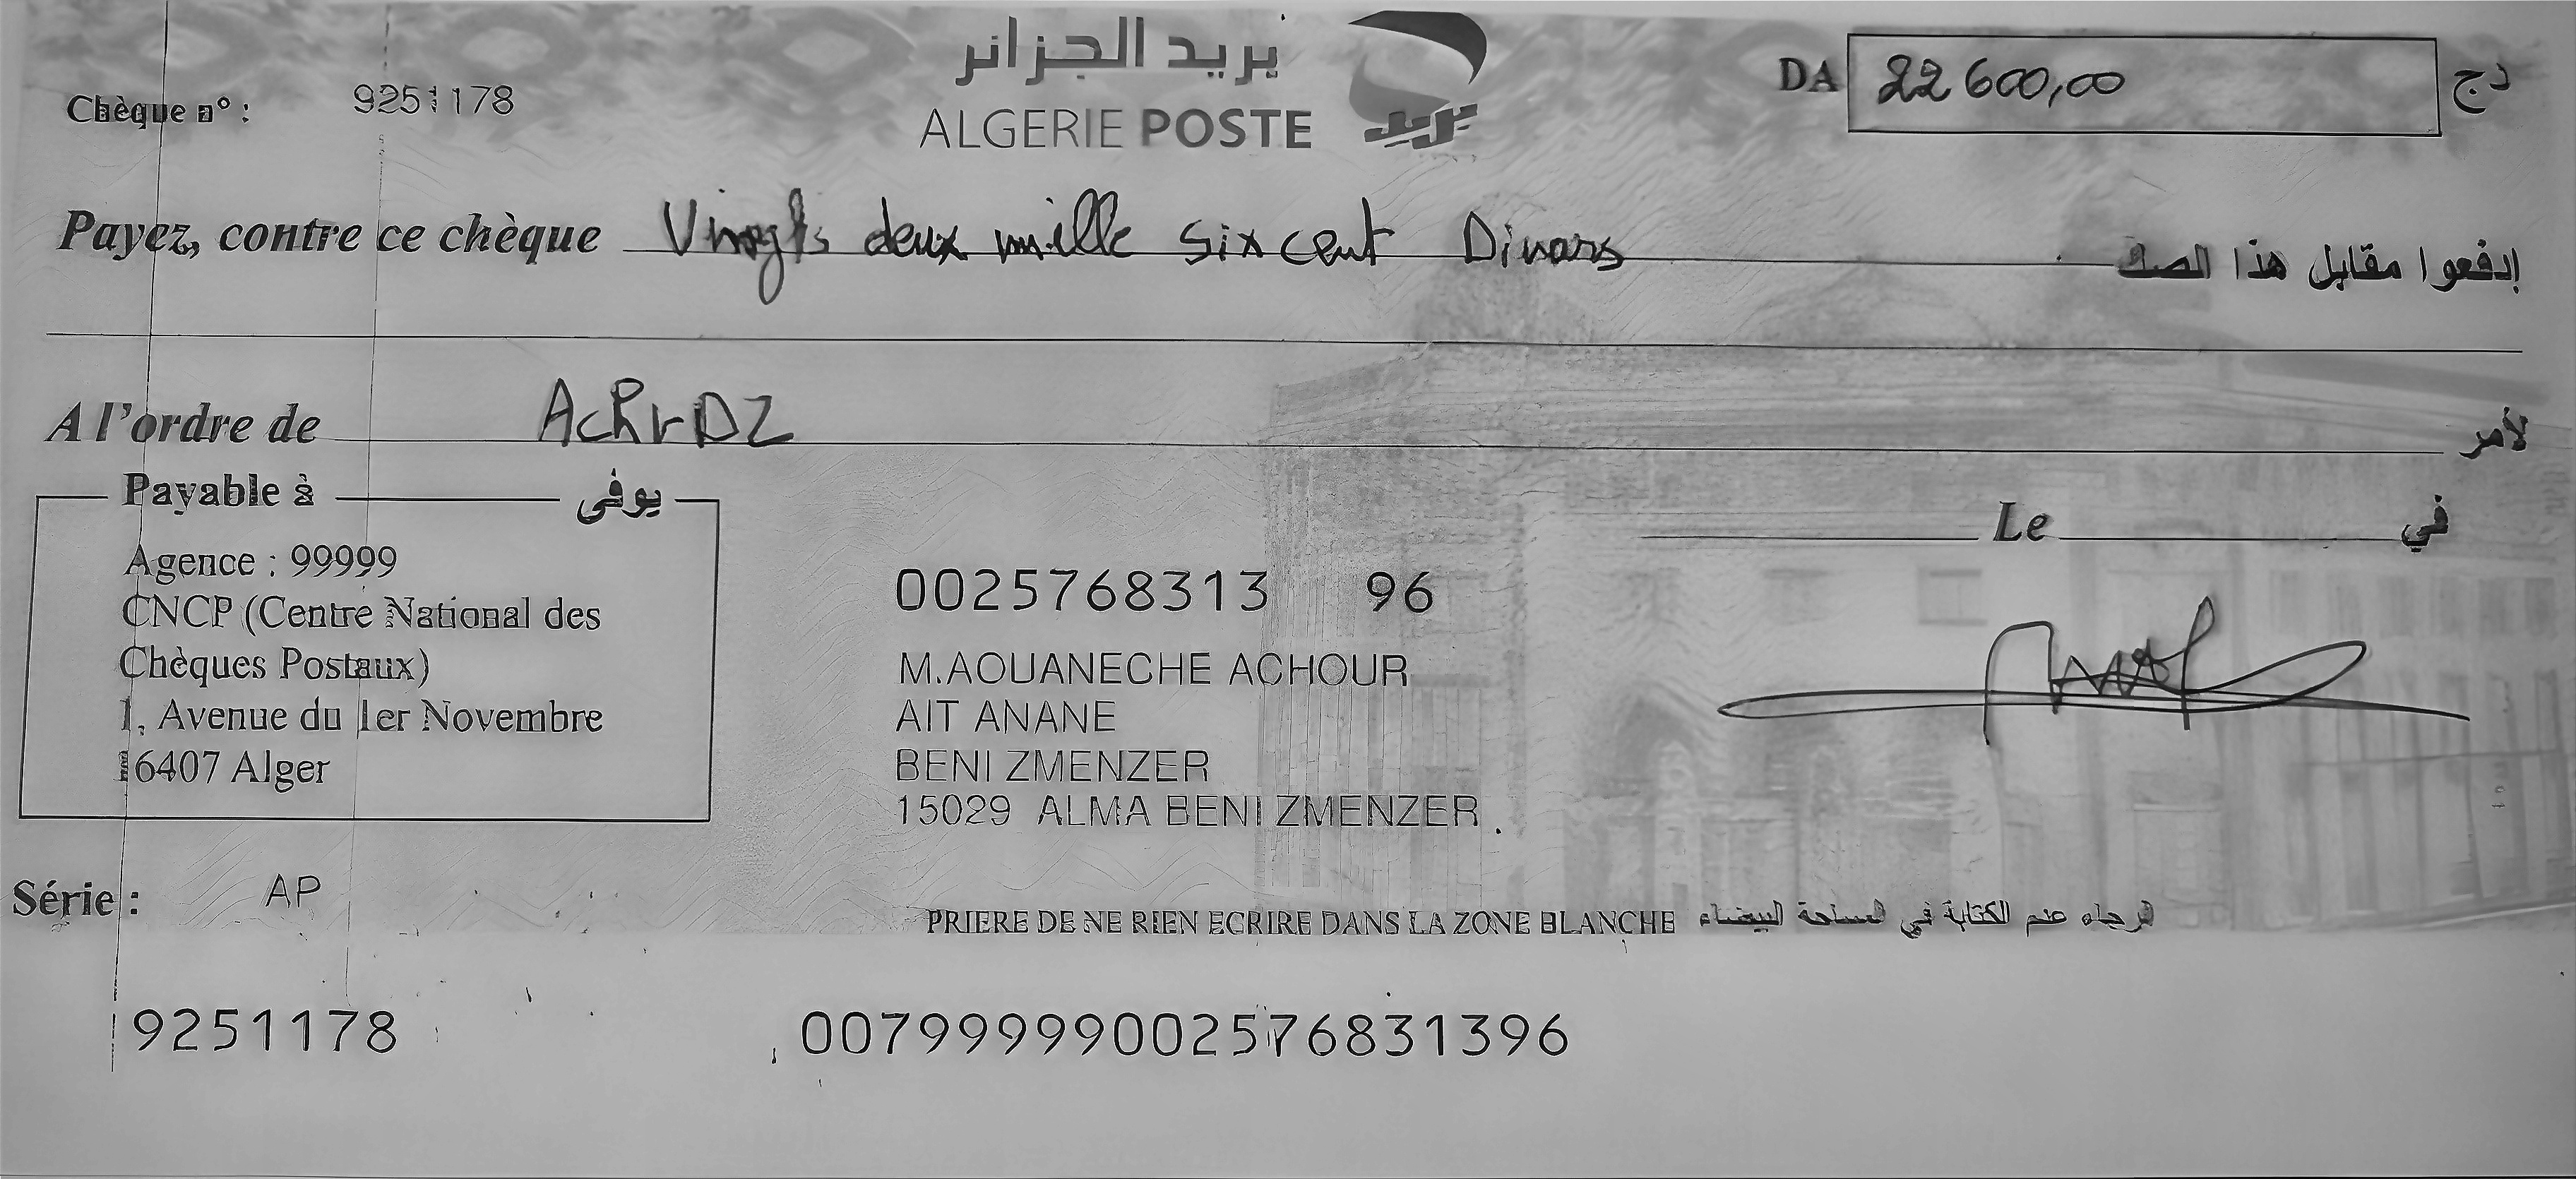 بريد الجزائر
ALGERIE POSTE
بريد
Chèque n° : 9251178
DA 22 600,00 دج
Payez, contre ce chèque Vingts deux mille six cent Dinars إدفعوا مقابل هذا الصك
A l'ordre de لأمر
Payable à يوفى
Le في
Agence : 99999
CNCP (Centre National des
Chèques Postaux)
1, Avenue du 1er Novembre
16407 Alger
0025768313 96
M.AOUANECHE ACHOUR
AIT ANANE
BENI ZMENZER
15029 ALMA BENI ZMENZER
Série : AP
PRIERE DE NE RIEN ECRIRE DANS LA ZONE BLANCHE الرجاء عدم الكتابة في المساحة البيضاء
9251178
00799999002576831396